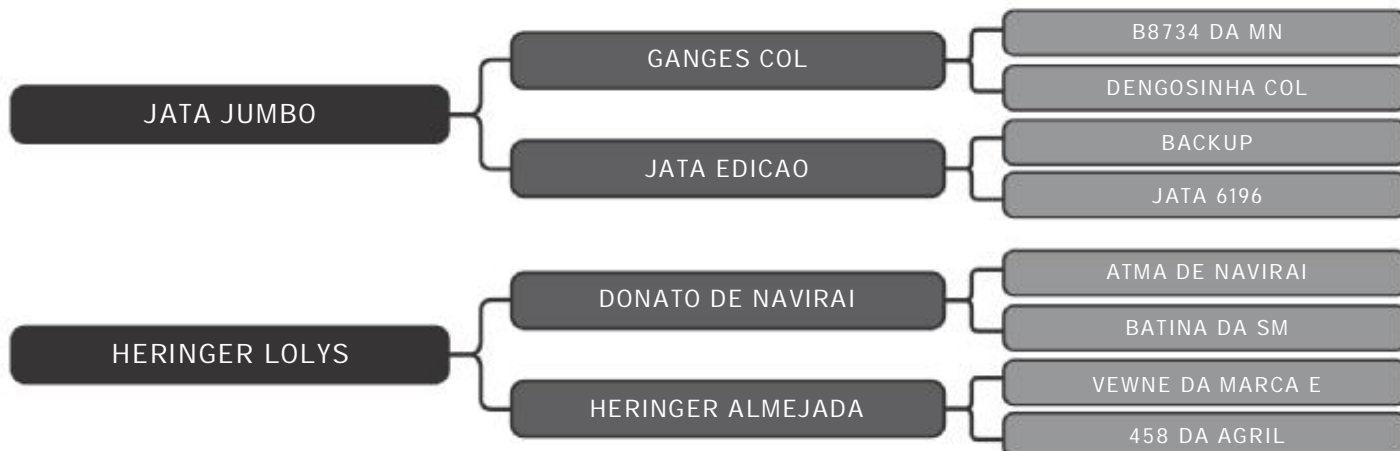 JATA JUMBO
GANGES COL
B8734 DA MN
DENGOSINHA COL
JATA EDICAO
BACKUP
JATA 6196
HERINGER LOLYS
DONATO DE NAVIRAI
ATMA DE NAVIRAI
BATINA DA SM
HERINGER ALMEJADA
VEWNE DA MARCA E
458 DA AGRIL